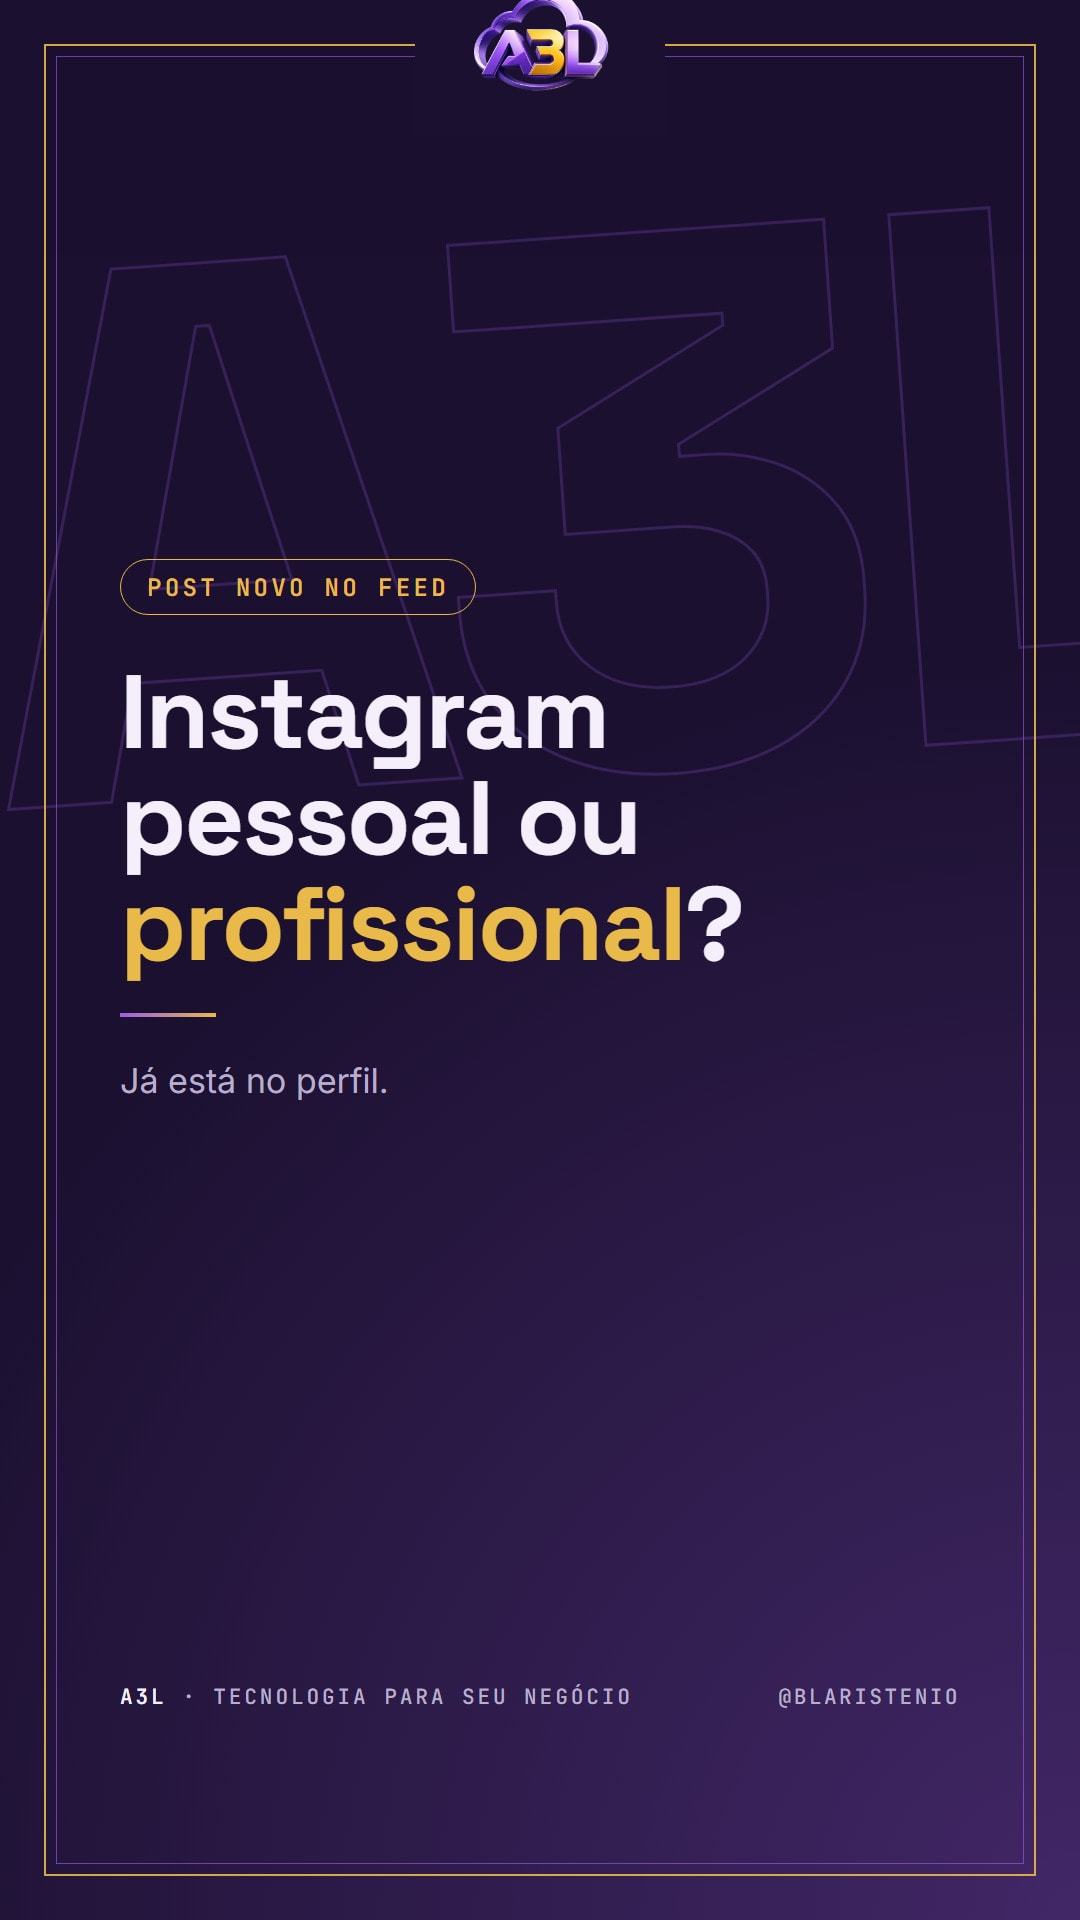 A3L
A3L
POST NOVO NO FEED
Instagram
pessoal ou
profissional?
Já está no perfil.
A3L · TECNOLOGIA PARA SEU NEGÓCIO @BLARISTENIO